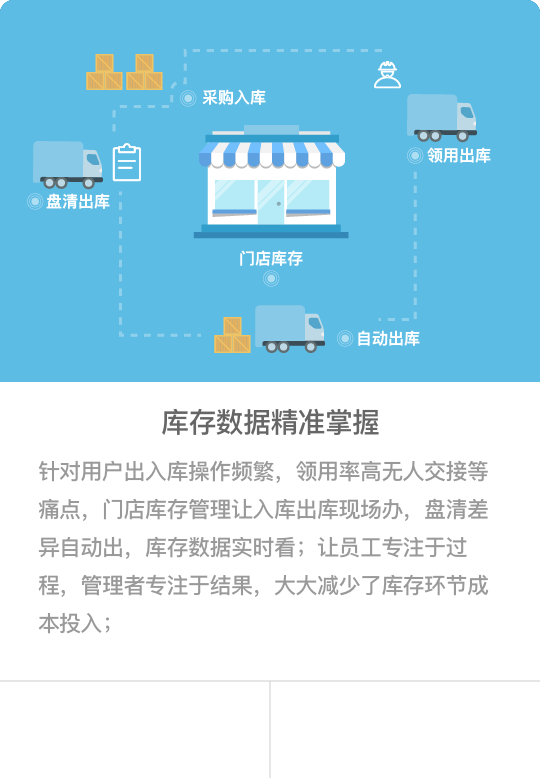 采购入库
领用出库
盘清出库
门店库存
自动出库
库存数据精准掌握
针对用户出入库操作频繁，领用率高无人交接等
痛点，门店库存管理让入库出库现场办，盘清差
异自动出，库存数据实时看；让员工专注于过
程，管理者专注于结果，大大减少了库存环节成
本投入；